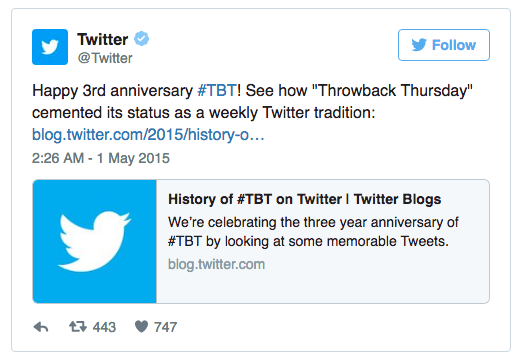 Twitter
@Twitter
Follow
Happy 3rd anniversary #TBT! See how "Throwback Thursday"
cemented its status as a weekly Twitter tradition:
blog.twitter.com/2015/history-o…
2:26 AM - 1 May 2015
History of #TBT on Twitter | Twitter Blogs
We're celebrating the three year anniversary of
#TBT by looking at some memorable Tweets.
blog.twitter.com
443 747